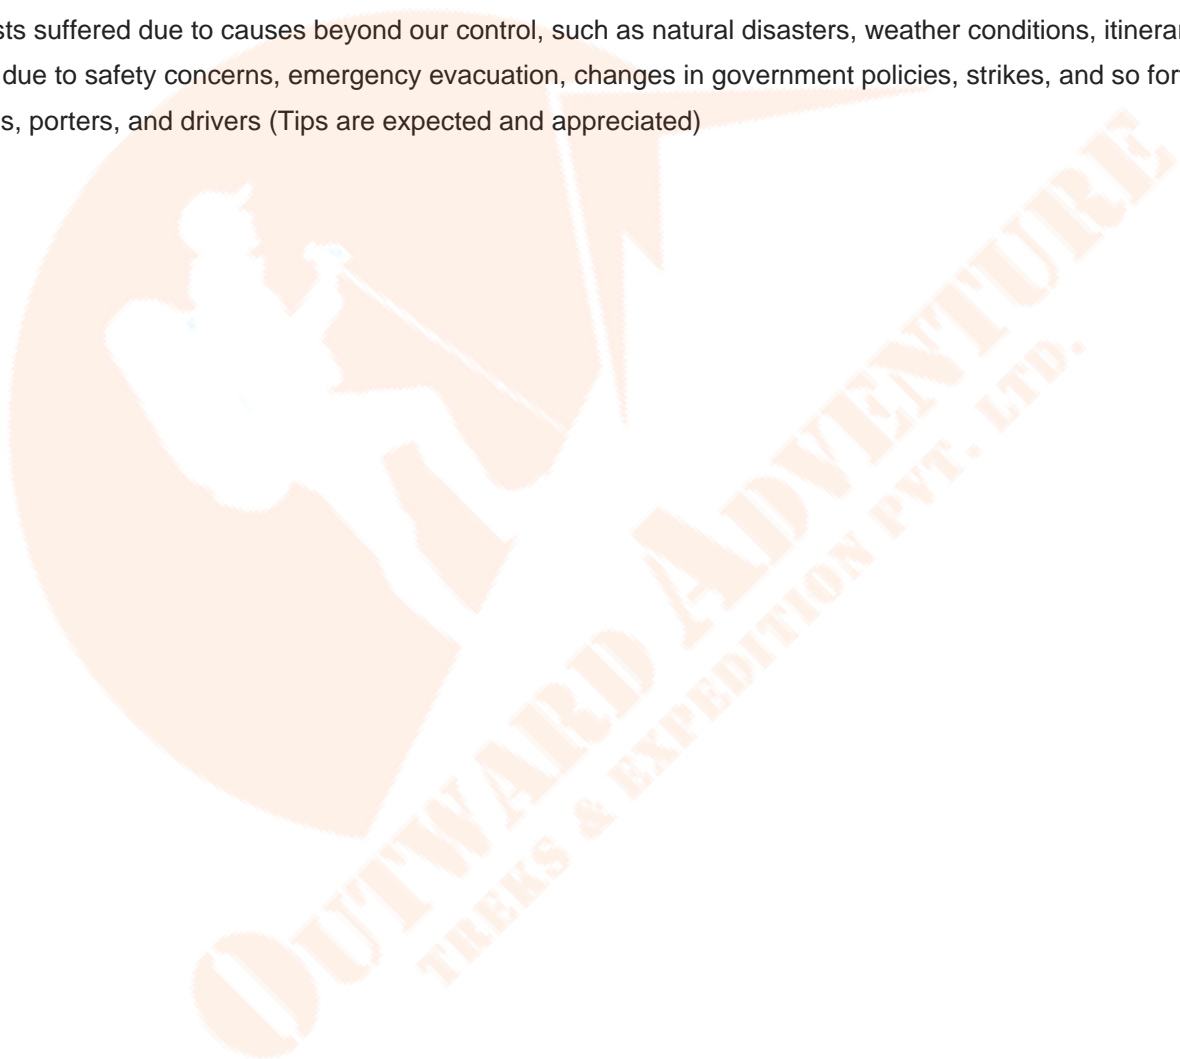 sts suffered due to causes beyond our control, such as natural disasters, weather conditions, itinerar
due to safety concerns, emergency evacuation, changes in government policies, strikes, and so for
s, porters, and drivers (Tips are expected and appreciated)
OUTWARD ADVENTURE
TREKS & EXPEDITION PVT. LTD.